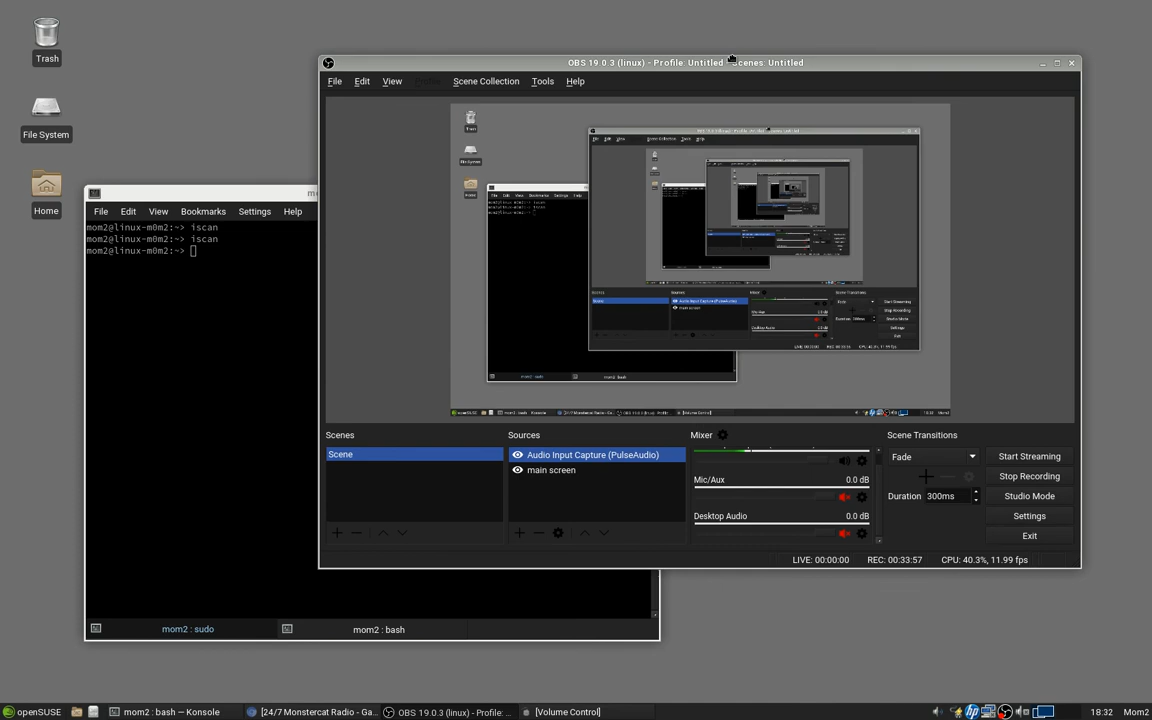 Trash
File System
Home
OBS 19.0.3 (linux) - Profile: Untitled
File Edit View
Scene Collection Tools Help
File Edit View Bookmarks Settings Help
mom2@linux-m0m2:~> iscan
mom2@linux-m0m2:~> iscan
mom2@linux-m0m2:~>
Scenes
Scene
Sources
Audio Input Capture (PulseAudio)
main screen
Mixer
Mic/Aux 0.0 dB
Desktop Audio 0.0 dB
Scene Transitions
Fade
Duration 300ms
Start Streaming
Stop Recording
Studio Mode
Settings
Exit
LIVE: 00:00:00 REC: 00:33:57 CPU: 40.3%, 11.99 fps
mom2 : sudo
mom2 : bash
openSUSE
mom2 : bash — Konsole
[24/7 Monstercat Radio - Ga...
OBS 19.0.3 (linux) - Profile: ...
[Volume Control]
18:32 Mom2